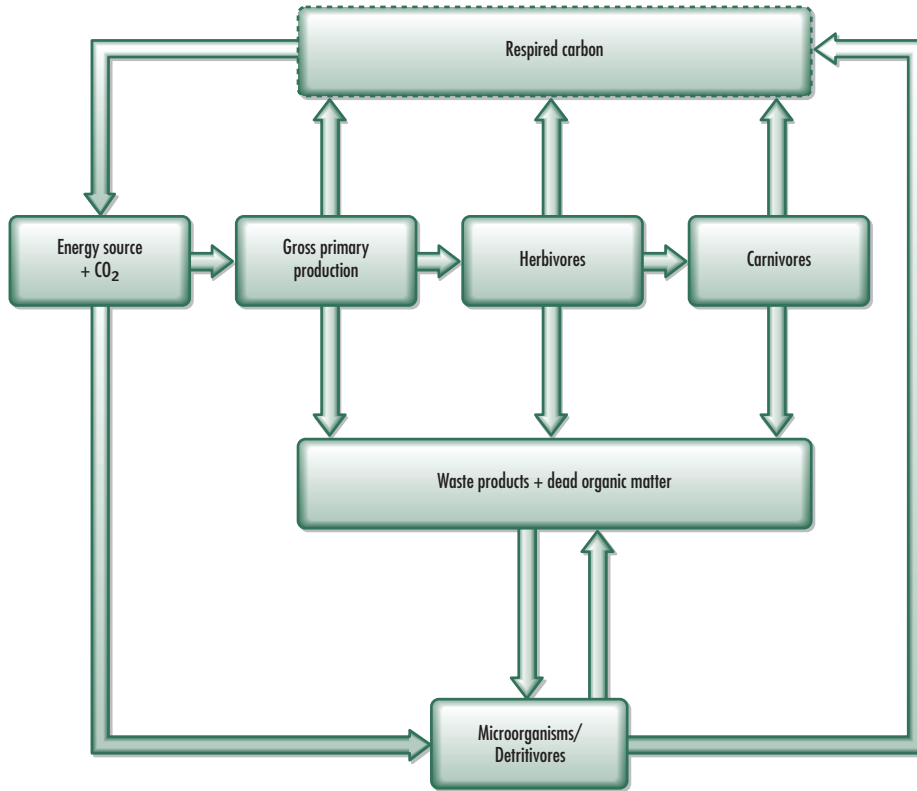 Respired carbon
Energy source
+ CO₂
Gross primary
production
Herbivores
Carnivores
Waste products + dead organic matter
Microorganisms/
Detritivores